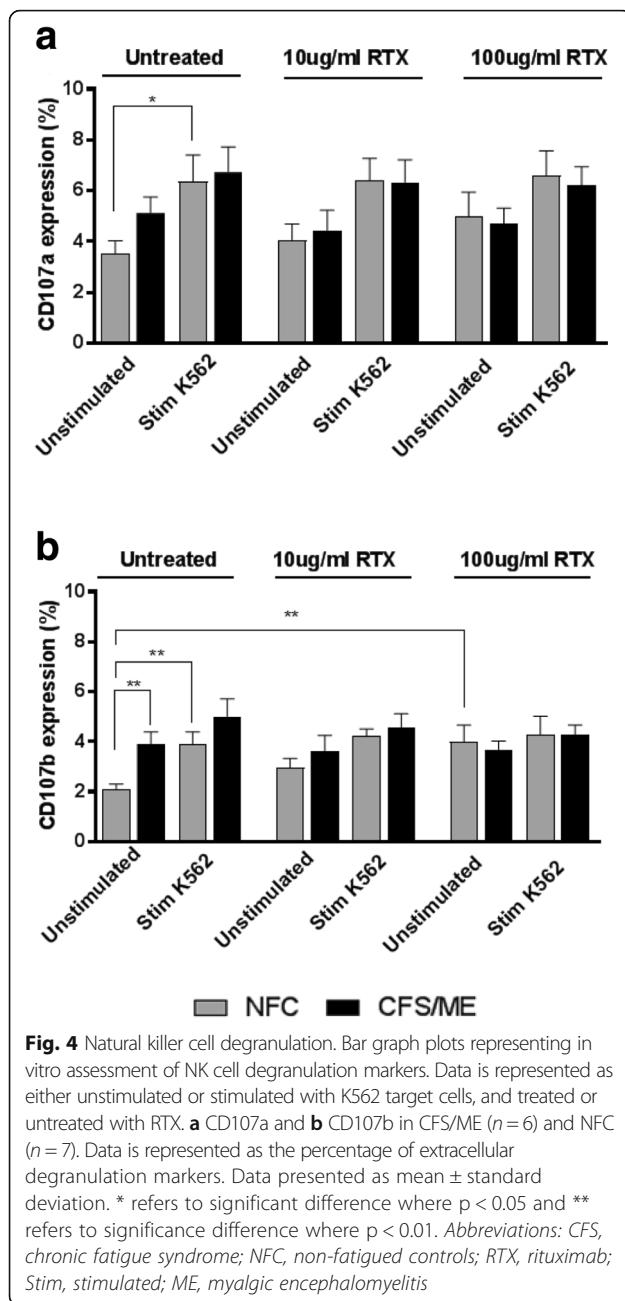 a
Untreated 10ug/ml RTX 100ug/ml RTX
CD107a expression (%)
10
8
6
4
2
0
*
Unstimulated Stim K562 Unstimulated Stim K562 Unstimulated Stim K562
b
Untreated 10ug/ml RTX 100ug/ml RTX
CD107b expression (%)
10
8
6
4
2
0
**
**
**
Unstimulated Stim K562 Unstimulated Stim K562 Unstimulated Stim K562
NFC CFS/ME
Fig. 4 Natural killer cell degranulation. Bar graph plots representing in
vitro assessment of NK cell degranulation markers. Data is represented as
either unstimulated or stimulated with K562 target cells, and treated or
untreated with RTX. a CD107a and b CD107b in CFS/ME (n = 6) and NFC
(n = 7). Data is represented as the percentage of extracellular
degranulation markers. Data presented as mean ± standard
deviation. * refers to significant difference where p < 0.05 and **
refers to significance difference where p < 0.01. Abbreviations: CFS,
chronic fatigue syndrome; NFC, non-fatigued controls; RTX, rituximab;
Stim, stimulated; ME, myalgic encephalomyelitis